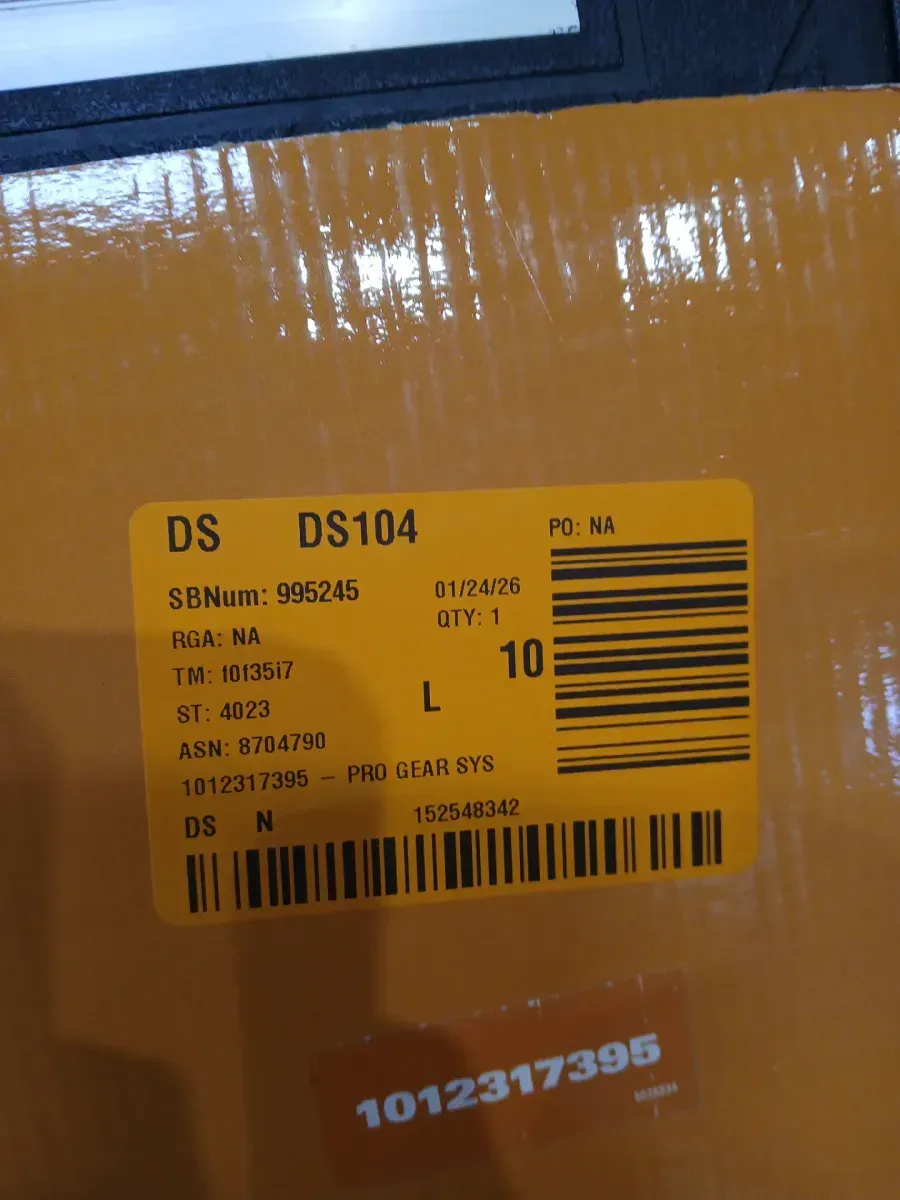 DS DS104 PO: NA
SBNum: 995245 01/24/26
RGA: NA QTY: 1
TM: f0f35i7 10
ST: 4023 L
ASN: 8704790
1012317395 – PRO GEAR SYS
DS N 152548342
1012317395